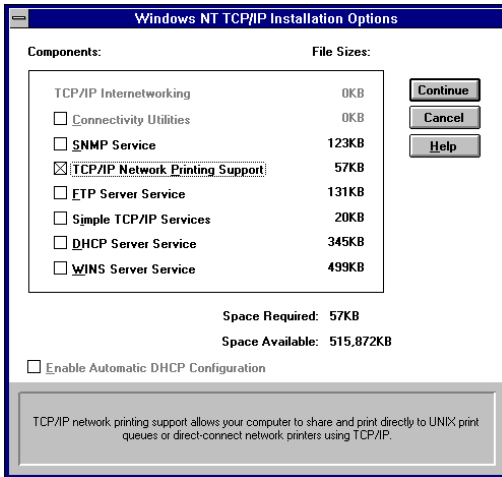 Windows NT TCP/IP Installation Options
Components: File Sizes:
TCP/IP Internetworking 0KB
Connectivity Utilities 0KB
SNMP Service 123KB
TCP/IP Network Printing Support 57KB
FTP Server Service 131KB
Simple TCP/IP Services 20KB
DHCP Server Service 345KB
WINS Server Service 499KB
Continue
Cancel
Help
Space Required: 57KB
Space Available: 515,872KB
Enable Automatic DHCP Configuration
TCP/IP network printing support allows your computer to share and print directly to UNIX print
queues or direct-connect network printers using TCP/IP.